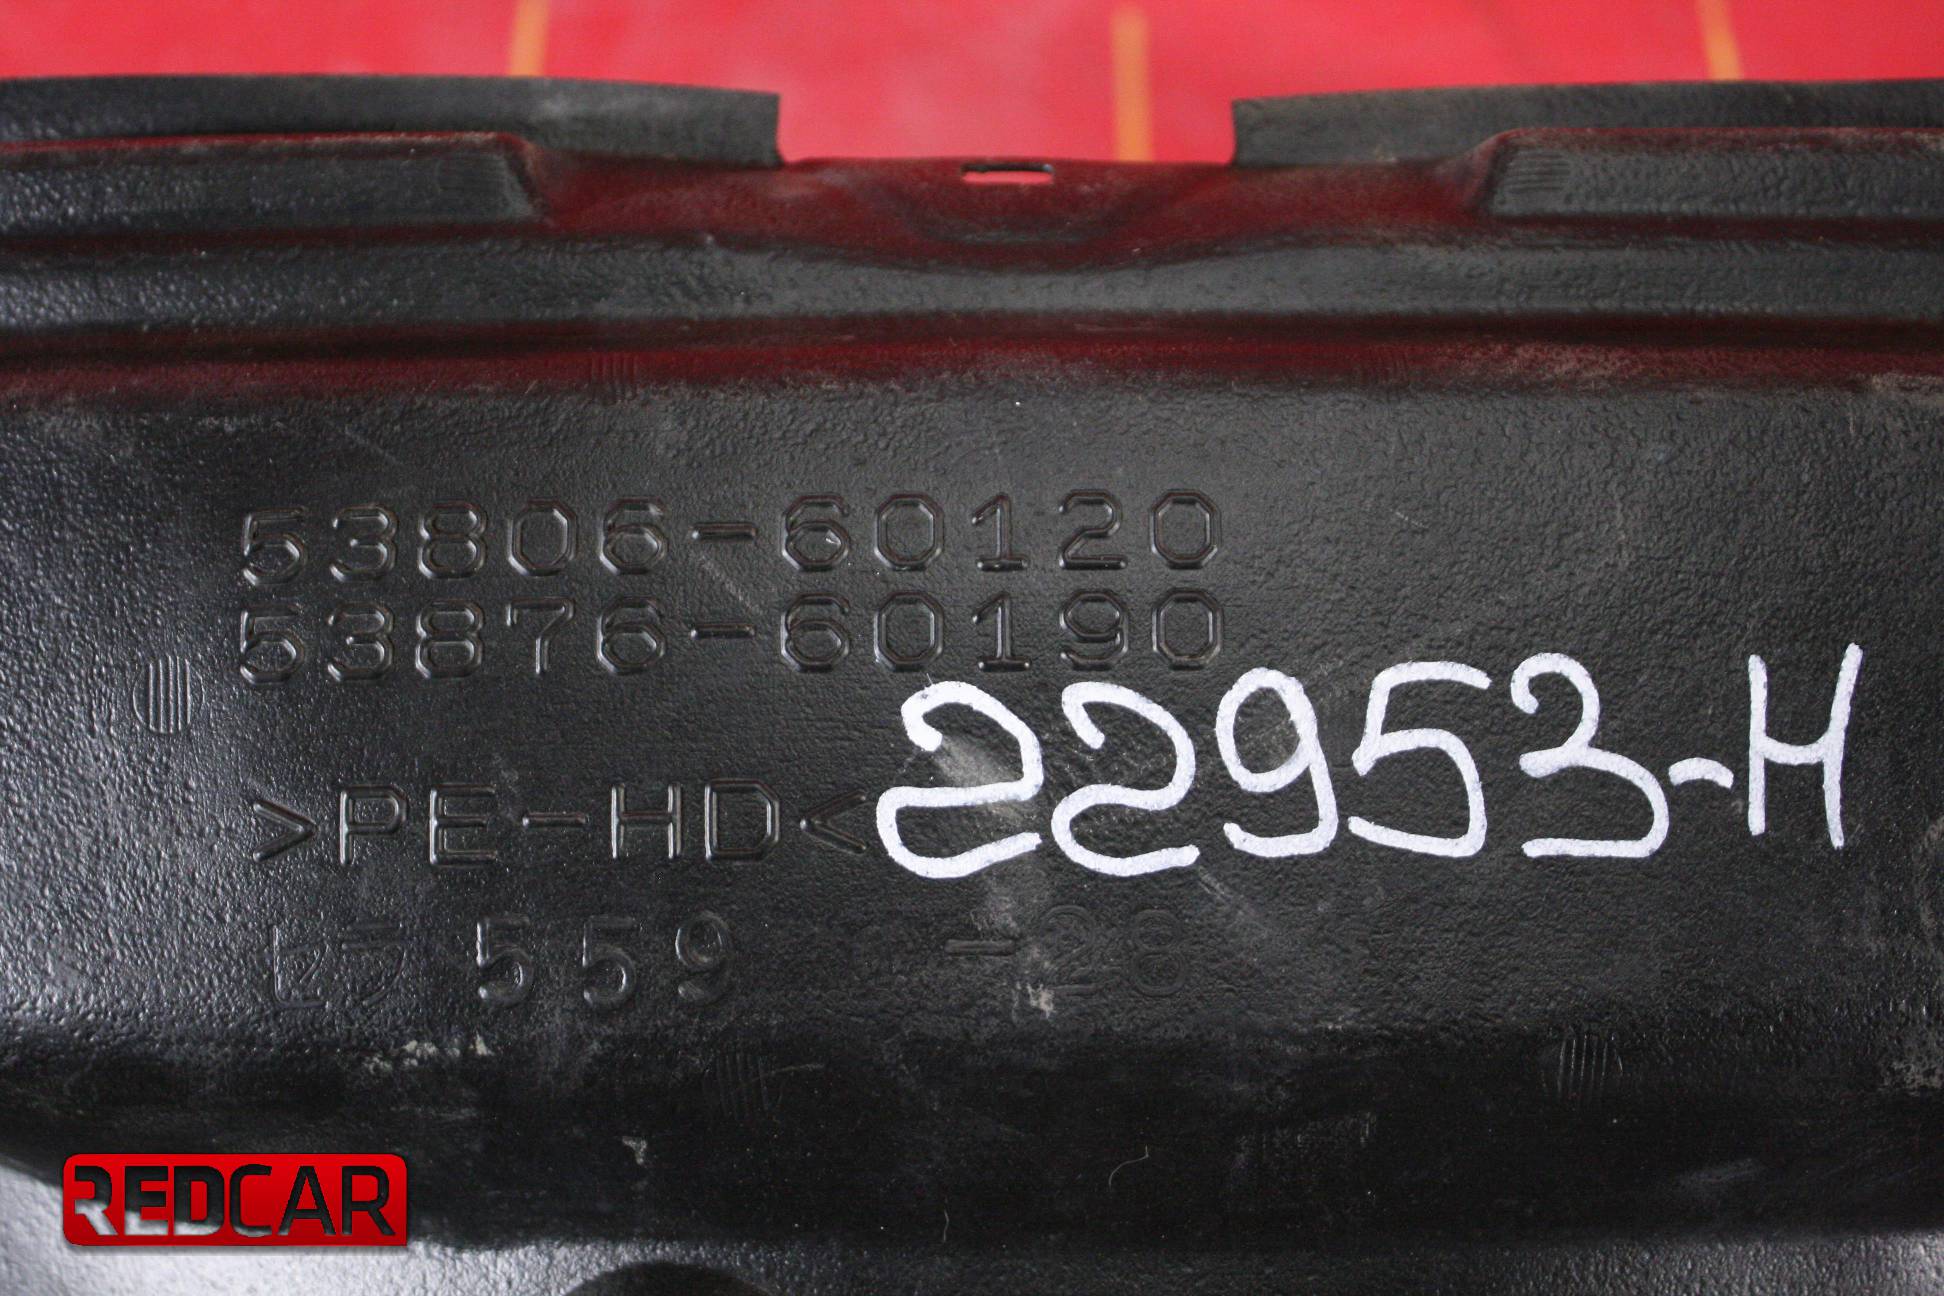 53806-60120
53876-60190
22953-H
>PE-HD<
セラ 559 -28
REDCAR